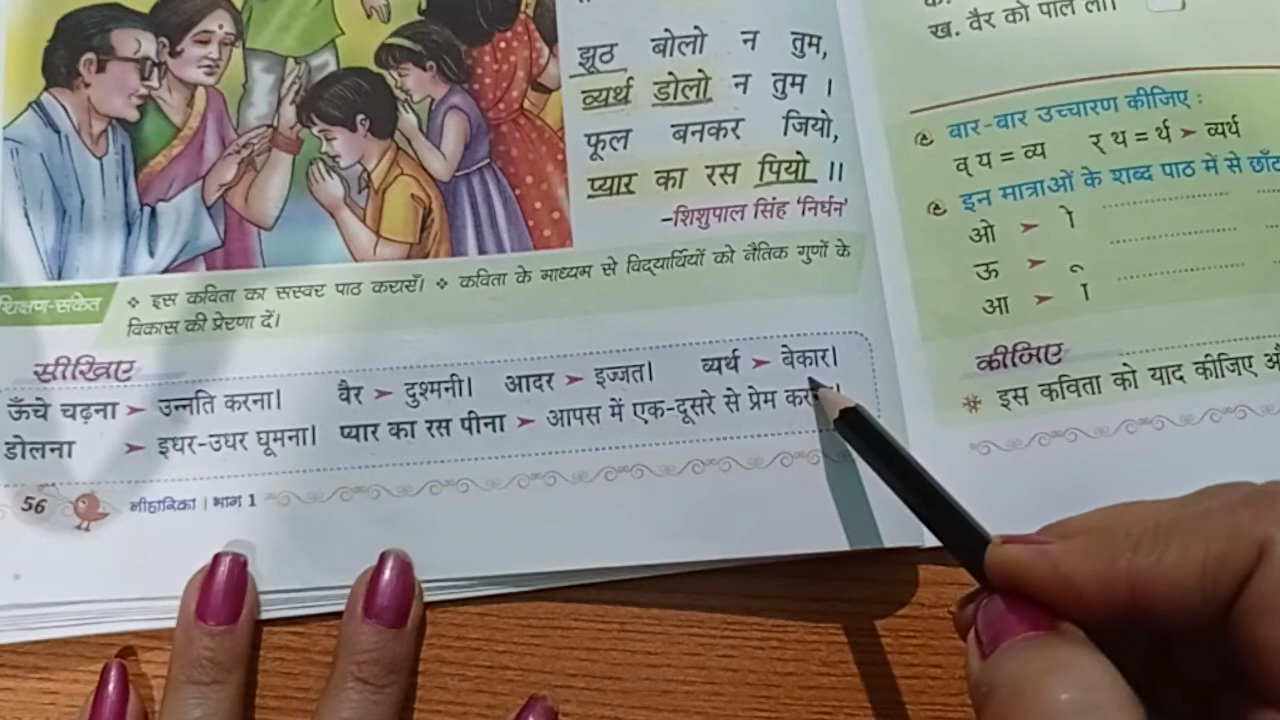 झूठ बोलो न तुम,
व्यर्थ डोलो न तुम ।
फूल बनकर जियो,
प्यार का रस पियो ।।
–शिशुपाल सिंह 'निर्धन'
शिक्षण-संकेत ❖ इस कविता का सस्वर पाठ कराएँ। ❖ कविता के माध्यम से विद्यार्थियों को नैतिक गुणों के
विकास की प्रेरणा दें।
सीखिए
ऊँचे चढ़ना ➤ उन्नति करना। वैर ➤ दुश्मनी। आदर ➤ इज्जत। व्यर्थ ➤ बेकार।
डोलना ➤ इधर-उधर घूमना। प्यार का रस पीना ➤ आपस में एक-दूसरे से प्रेम करना।
56 नीहारिका | भाग 1
ख. वैर को पाल लो।
बार-बार उच्चारण कीजिए :
व् य = व्य र् थ = र्थ ➤ व्यर्थ
इन मात्राओं के शब्द पाठ में से छाँट
ओ ➤ ो
ऊ ➤ ू
आ ➤ ा
कीजिए
* इस कविता को याद कीजिए